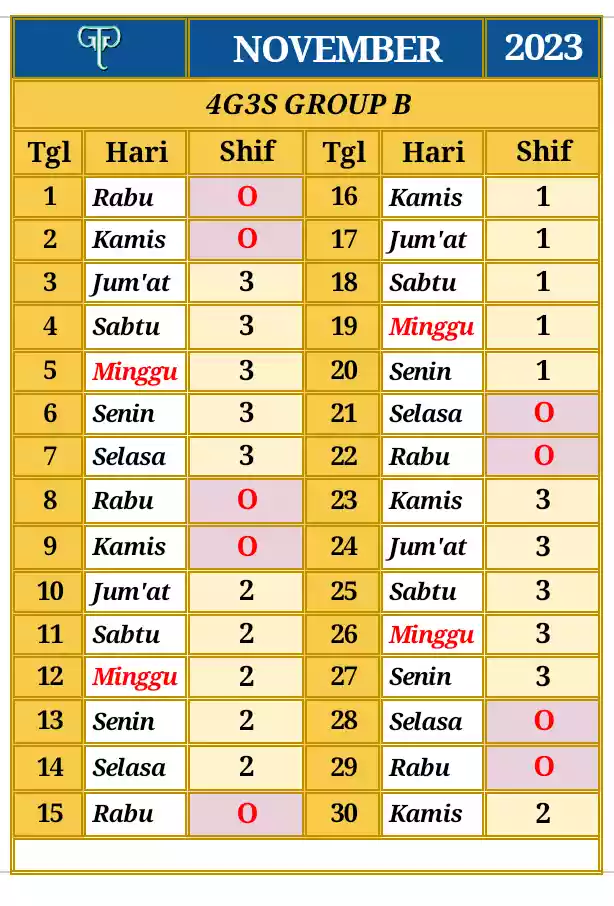 NOVEMBER 2023
4G3S GROUP B
Tgl Hari Shif Tgl Hari Shif
1 Rabu O 16 Kamis 1
2 Kamis O 17 Jum'at 1
3 Jum'at 3 18 Sabtu 1
4 Sabtu 3 19 Minggu 1
5 Minggu 3 20 Senin 1
6 Senin 3 21 Selasa O
7 Selasa 3 22 Rabu O
8 Rabu O 23 Kamis 3
9 Kamis O 24 Jum'at 3
10 Jum'at 2 25 Sabtu 3
11 Sabtu 2 26 Minggu 3
12 Minggu 2 27 Senin 3
13 Senin 2 28 Selasa O
14 Selasa 2 29 Rabu O
15 Rabu O 30 Kamis 2